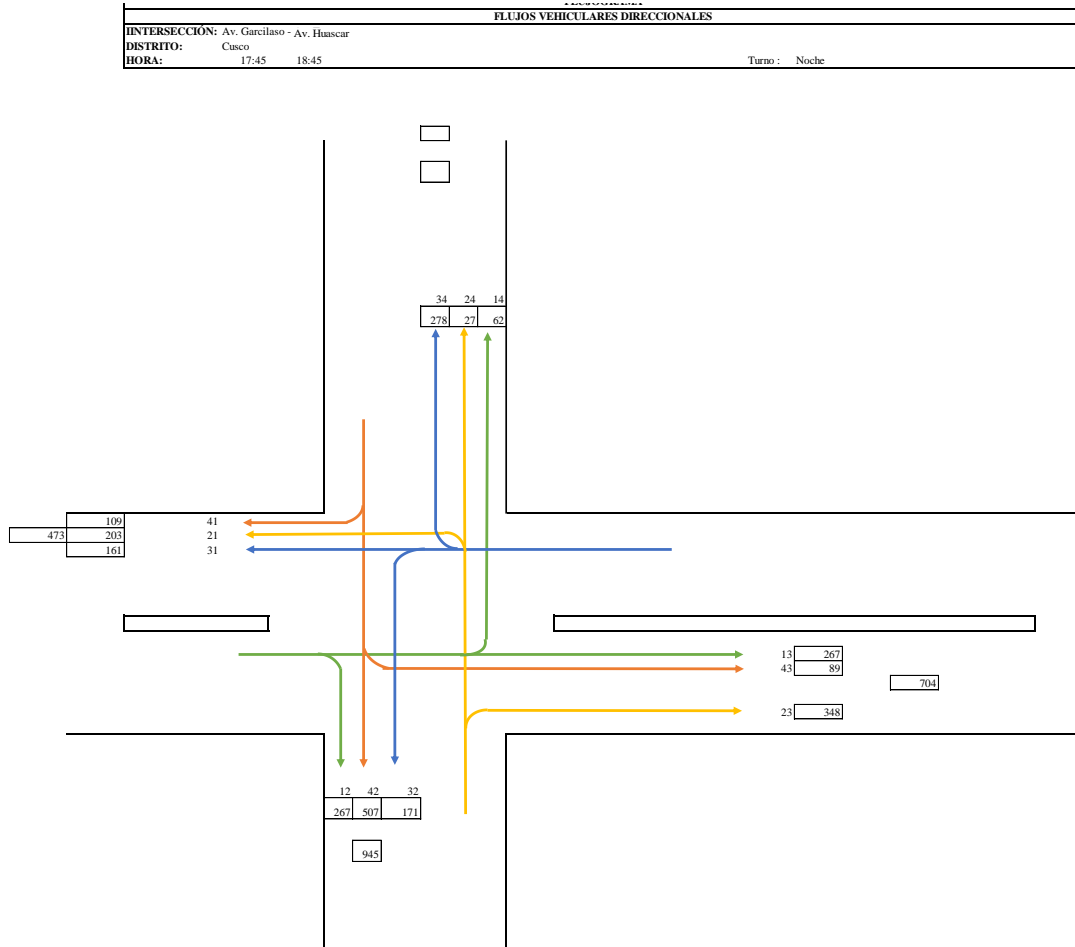 FLUJOS VEHICULARES DIRECCIONALES
IINTERSECCIÓN: Av. Garcilaso - Av. Huascar
DISTRITO: Cusco
HORA: 17:45 18:45 Turno : Noche
34 24 14
278 27 62
109 41
473 203 21
161 31
13 267
43 89
704
23 348
12 42 32
267 507 171
945